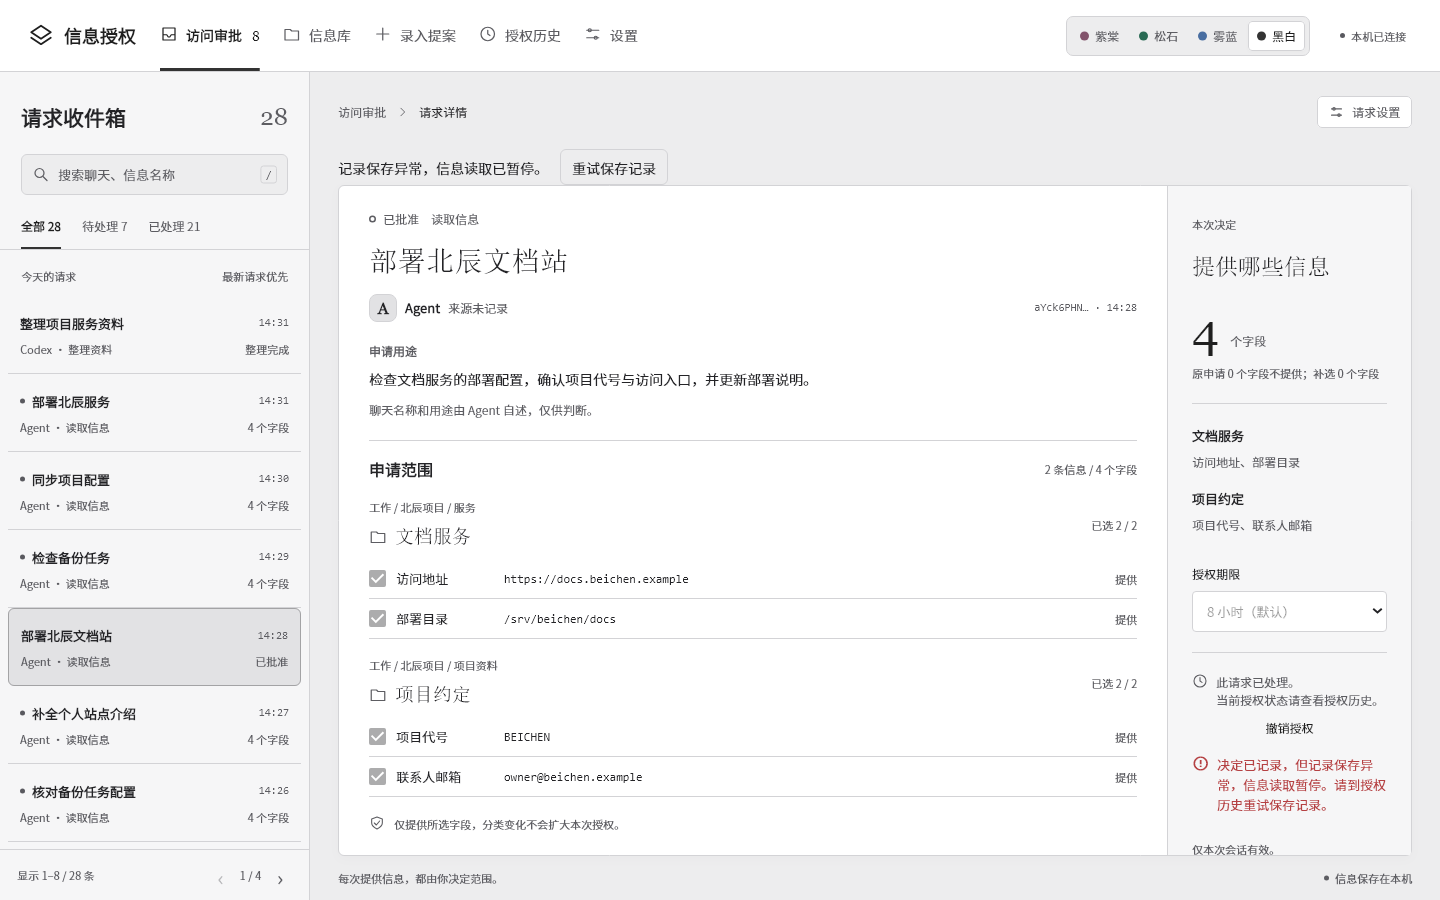 信息授权
访问审批 8
信息库
录入提案
授权历史
设置
紫棠
松石
雾蓝
黑白
本机已连接
请求收件箱 28
搜索聊天、信息名称 /
全部 28
待处理 7
已处理 21
今天的请求 最新请求优先
整理项目服务资料 14:31
Codex · 整理资料 整理完成
部署北辰服务 14:31
Agent · 读取信息 4 个字段
同步项目配置 14:30
Agent · 读取信息 4 个字段
检查备份任务 14:29
Agent · 读取信息 4 个字段
部署北辰文档站 14:28
Agent · 读取信息 已批准
补全个人站点介绍 14:27
Agent · 读取信息 4 个字段
核对备份任务配置 14:26
Agent · 读取信息 4 个字段
显示 1–8 / 28 条 ‹ 1 / 4 ›
访问审批 > 请求详情
请求设置
记录保存异常，信息读取已暂停。 重试保存记录
已批准 读取信息
部署北辰文档站
A Agent 来源未记录 aYck6PHN… · 14:28
申请用途
检查文档服务的部署配置，确认项目代号与访问入口，并更新部署说明。
聊天名称和用途由 Agent 自述，仅供判断。
申请范围 2 条信息 / 4 个字段
工作 / 北辰项目 / 服务
文档服务 已选 2 / 2
访问地址 https://docs.beichen.example 提供
部署目录 /srv/beichen/docs 提供
工作 / 北辰项目 / 项目资料
项目约定 已选 2 / 2
项目代号 BEICHEN 提供
联系人邮箱 owner@beichen.example 提供
仅提供所选字段，分类变化不会扩大本次授权。
本次决定
提供哪些信息
4 个字段
原申请 0 个字段不提供；补选 0 个字段
文档服务
访问地址、部署目录
项目约定
项目代号、联系人邮箱
授权期限
8 小时（默认）
此请求已处理。
当前授权状态请查看授权历史。
撤销授权
决定已记录，但记录保存异
常，信息读取暂停。请到授权
历史重试保存记录。
仅本次会话有效。
每次提供信息，都由你决定范围。
信息保存在本机